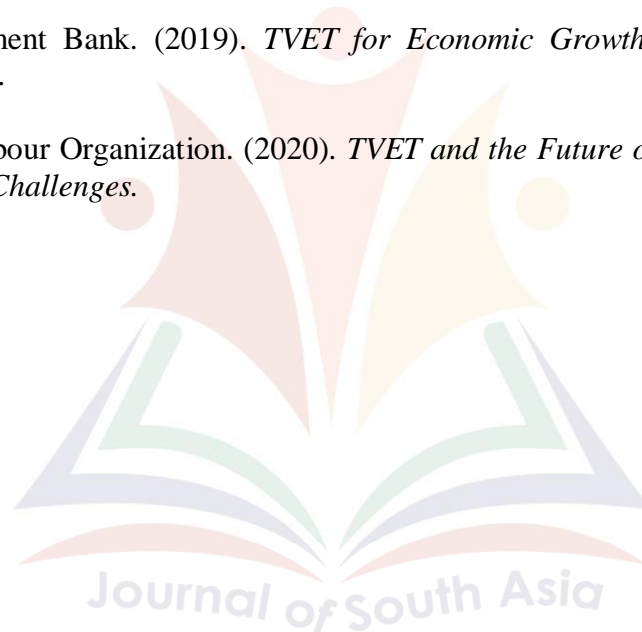 ment Bank. (2019). TVET for Economic Growth
.
bour Organization. (2020). TVET and the Future o
Challenges.
Journal of South Asia